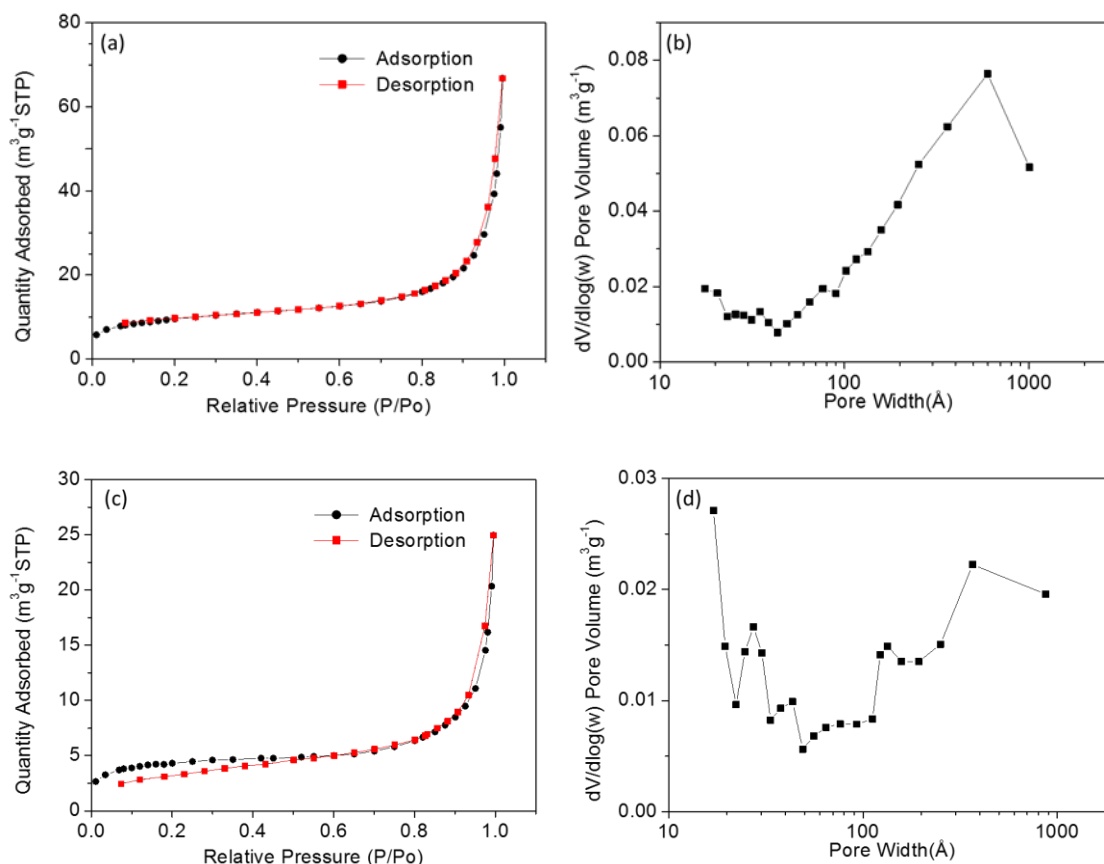 (a)
Adsorption
Desorption
Quantity Adsorbed (m³g⁻¹STP)
80
60
40
20
0
0.0 0.2 0.4 0.6 0.8 1.0
Relative Pressure (P/Po)
(b)
dV/dlog(w) Pore Volume (m³g⁻¹)
0.08
0.06
0.04
0.02
0.00
10 100 1000
Pore Width(Å)
(c)
Adsorption
Desorption
Quantity Adsorbed (m³g⁻¹STP)
30
25
20
15
10
5
0
0.0 0.2 0.4 0.6 0.8 1.0
Relative Pressure (P/Po)
(d)
dV/dlog(w) Pore Volume (m³g⁻¹)
0.03
0.02
0.01
0.00
10 100 1000
Pore Width(Å)